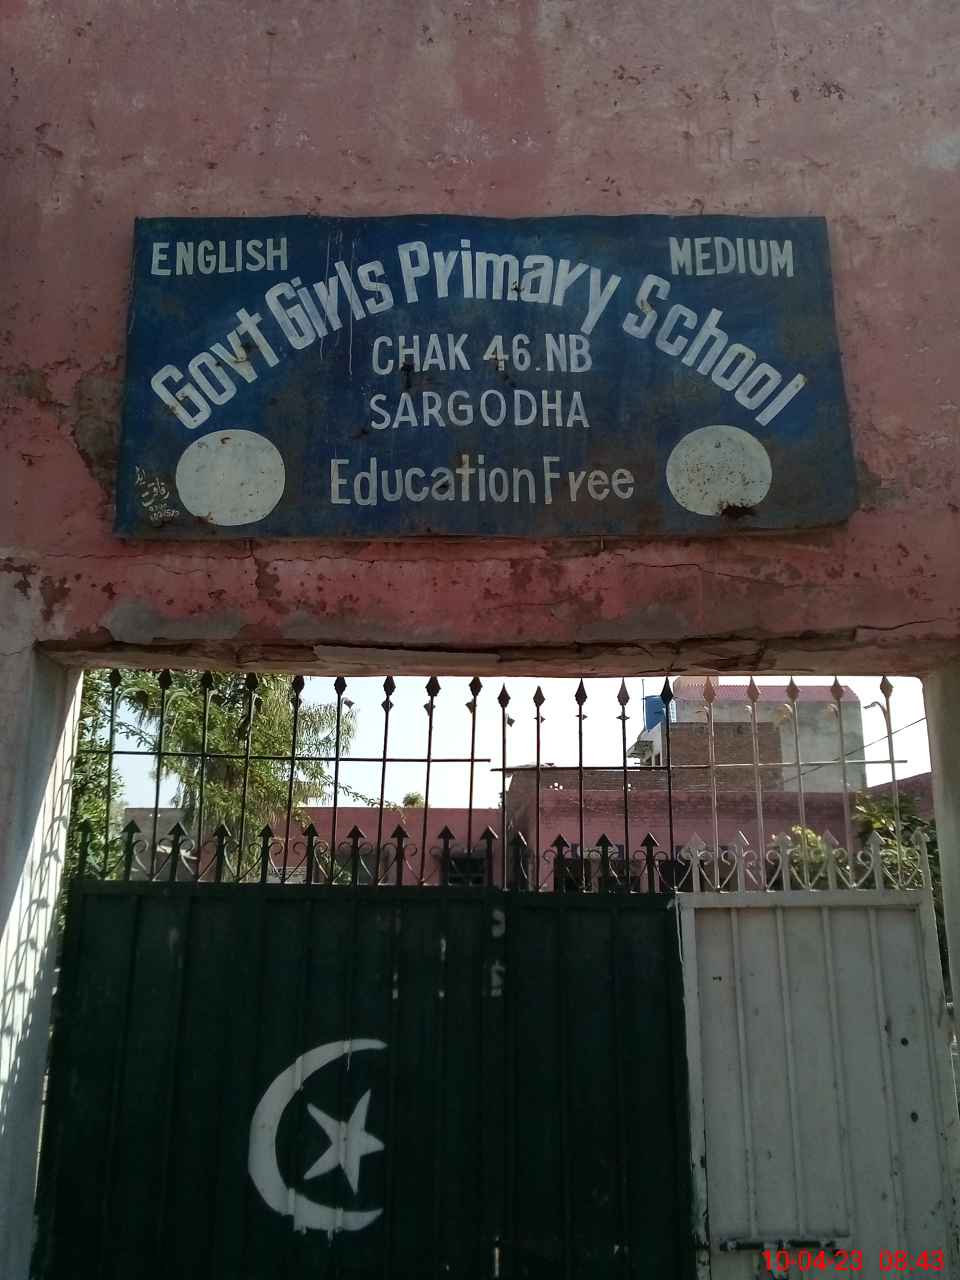 ENGLISH MEDIUM
Govt Girls Primary School
CHAK 46.NB
SARGODHA
Education Free
10-04-23 08:43